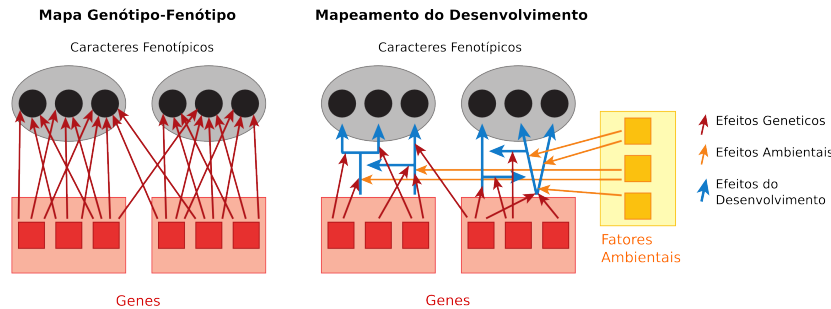 Mapa Genótipo-Fenótipo
Caracteres Fenotípicos
Genes
Mapeamento do Desenvolvimento
Caracteres Fenotípicos
Genes
Fatores
Ambientais
Efeitos Geneticos
Efeitos Ambientais
Efeitos do
Desenvolvimento